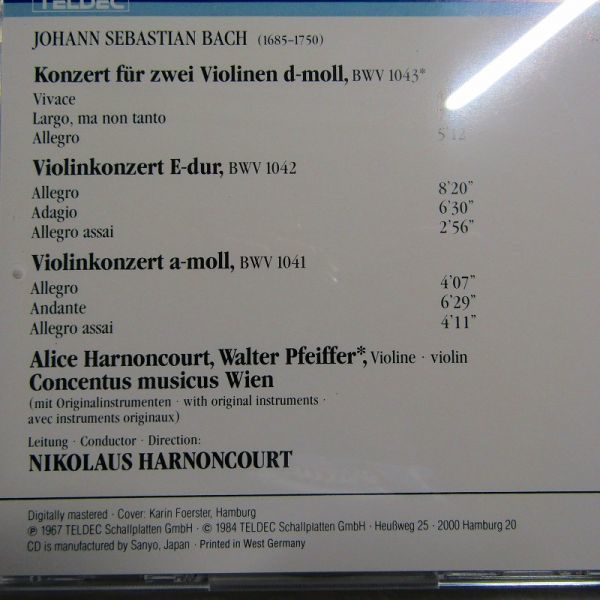 TELDEC
JOHANN SEBASTIAN BACH (1685–1750)
Konzert für zwei Violinen d-moll, BWV 1043*
Vivace
Largo, ma non tanto
Allegro 5'12
Violinkonzert E-dur, BWV 1042
Allegro 8'20"
Adagio 6'30"
Allegro assai 2'56"
Violinkonzert a-moll, BWV 1041
Allegro 4'07"
Andante 6'29"
Allegro assai 4'11"
Alice Harnoncourt, Walter Pfeiffer*, Violine · violin
Concentus musicus Wien
(mit Originalinstrumenten · with original instruments ·
avec instruments originaux)
Leitung · Conductor · Direction:
NIKOLAUS HARNONCOURT
Digitally mastered · Cover: Karin Foerster, Hamburg
℗ 1967 TELDEC Schallplatten GmbH · © 1984 TELDEC Schallplatten GmbH · Heußweg 25 · 2000 Hamburg 20
CD is manufactured by Sanyo, Japan · Printed in West Germany